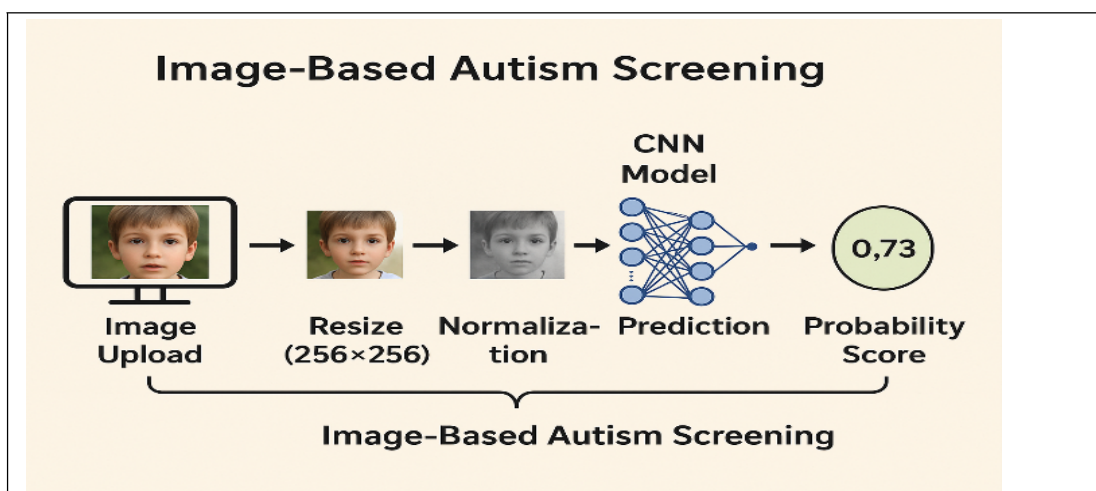 Image-Based Autism Screening
CNN
Model
0,73
Image
Upload
Resize
(256×256)
Normaliza-
tion
Prediction
Probability
Score
Image-Based Autism Screening